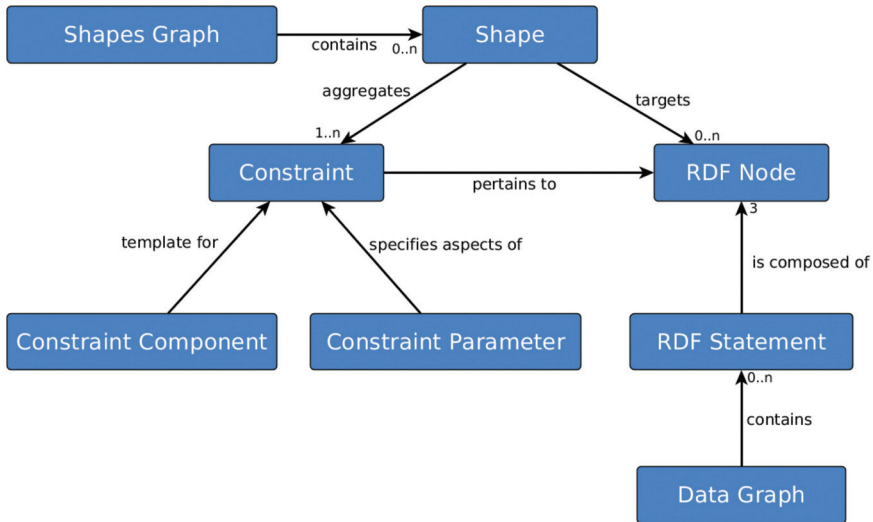 Shapes Graph
contains
0..n
Shape
aggregates
targets
1..n
0..n
Constraint
pertains to
RDF Node
3
template for
specifies aspects of
is composed of
Constraint Component
Constraint Parameter
RDF Statement
0..n
contains
Data Graph